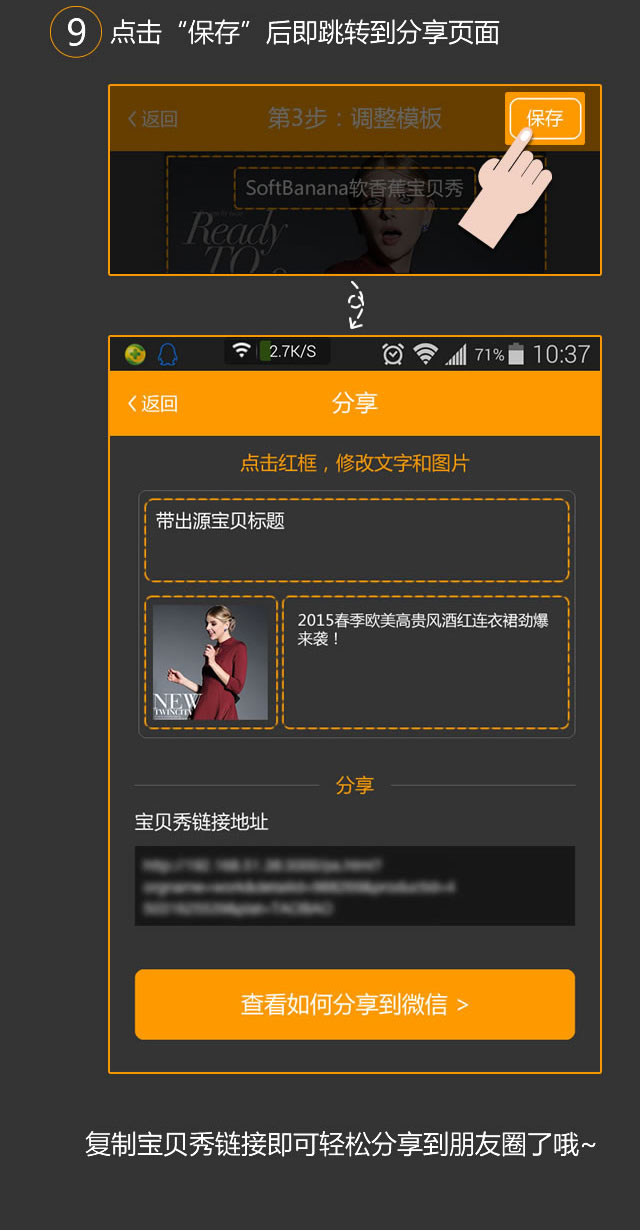 9 点击“保存”后即跳转到分享页面
返回 第3步：调整模板 保存
SoftBanana软香蕉宝贝秀
Ready
TO
2.7K/S 71% 10:37
返回 分享
点击红框，修改文字和图片
带出源宝贝标题
2015春季欧美高贵风酒红连衣裙劲爆
来袭！
NEW
TWINCITY
分享
宝贝秀链接地址
查看如何分享到微信 >
复制宝贝秀链接即可轻松分享到朋友圈了哦~